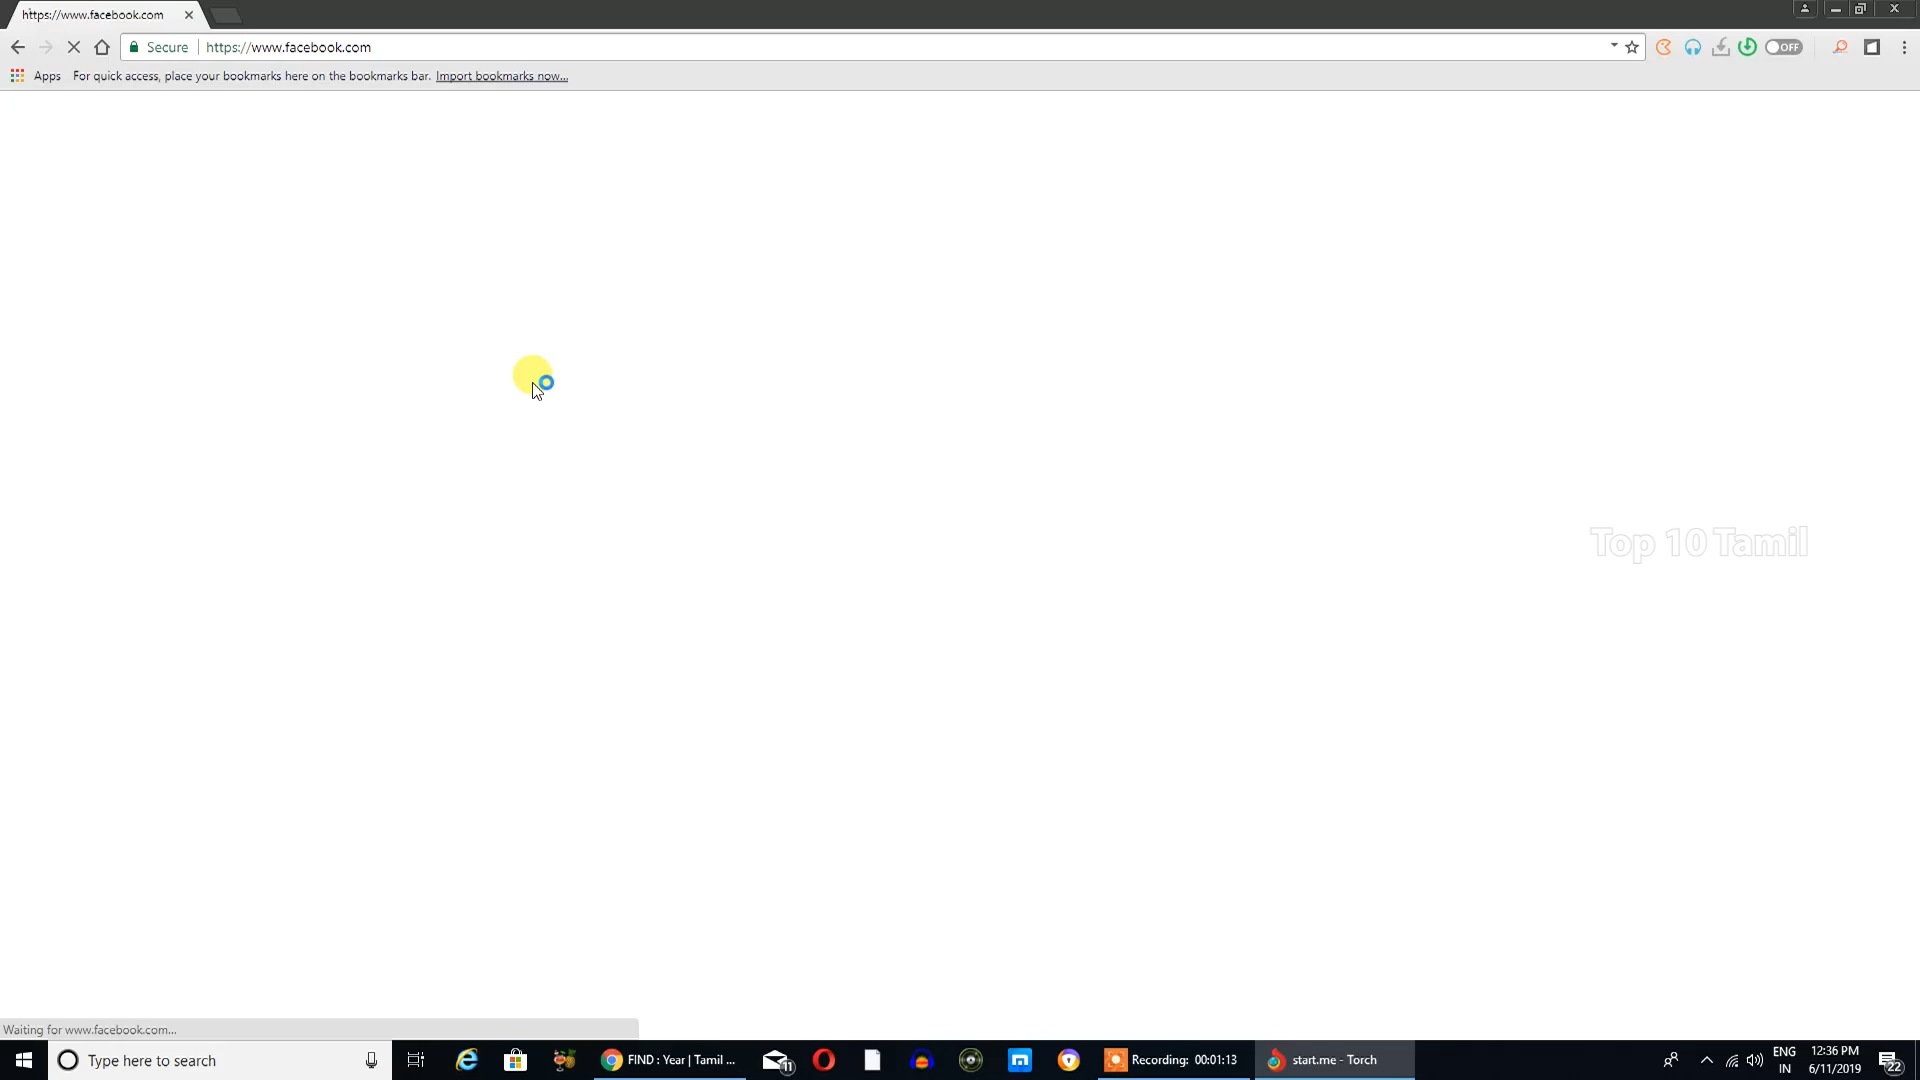 https://www.facebook.com
Secure https://www.facebook.com
OFF
Apps For quick access, place your bookmarks here on the bookmarks bar. Import bookmarks now...
Top 10 Tamil
Waiting for www.facebook.com...
Type here to search
FIND : Year | Tamil ...
11
Recording: 00:01:13
start.me - Torch
ENG
IN
12:36 PM
6/11/2019
22